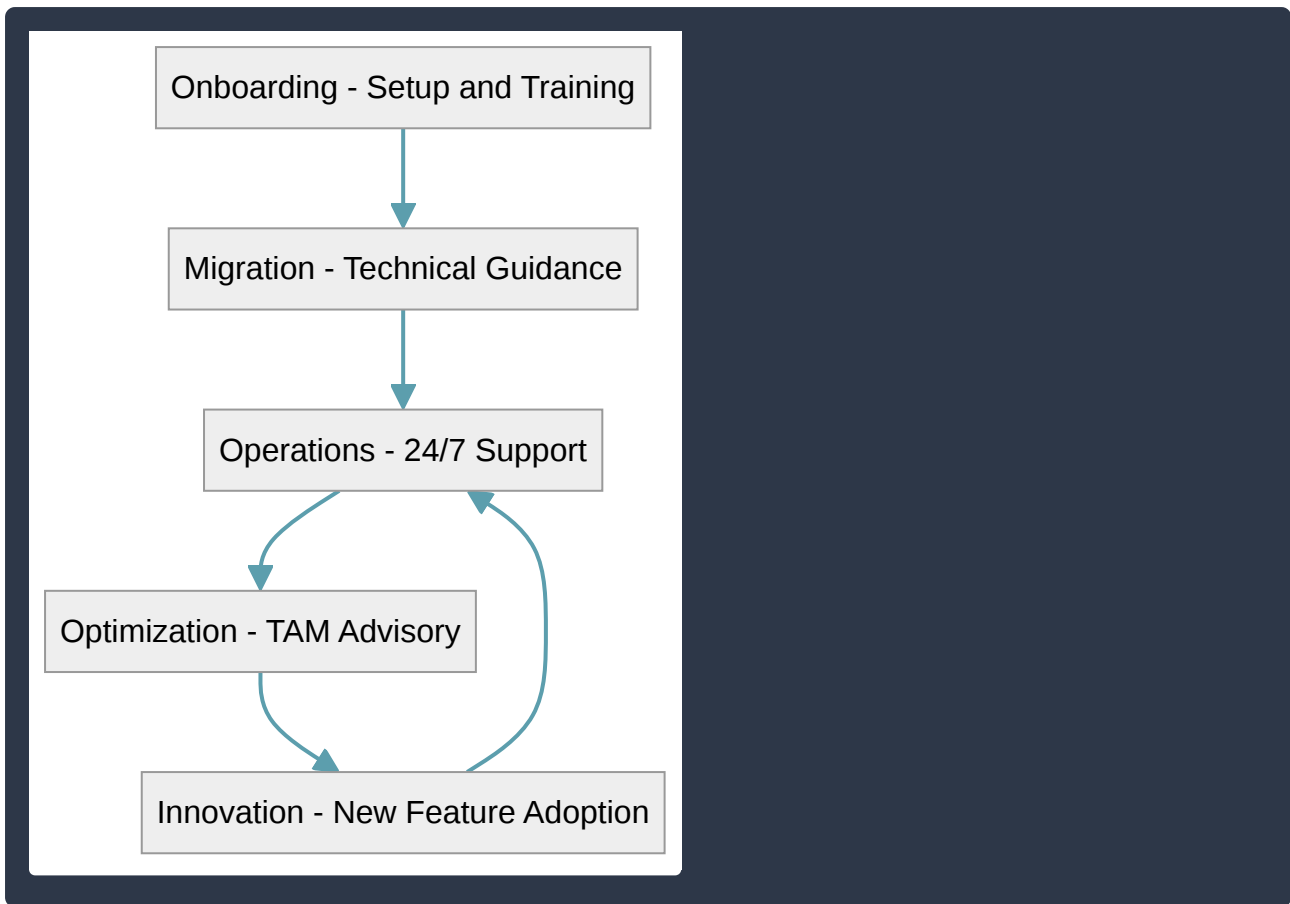 Onboarding - Setup and Training
Migration - Technical Guidance
Operations - 24/7 Support
Optimization - TAM Advisory
Innovation - New Feature Adoption